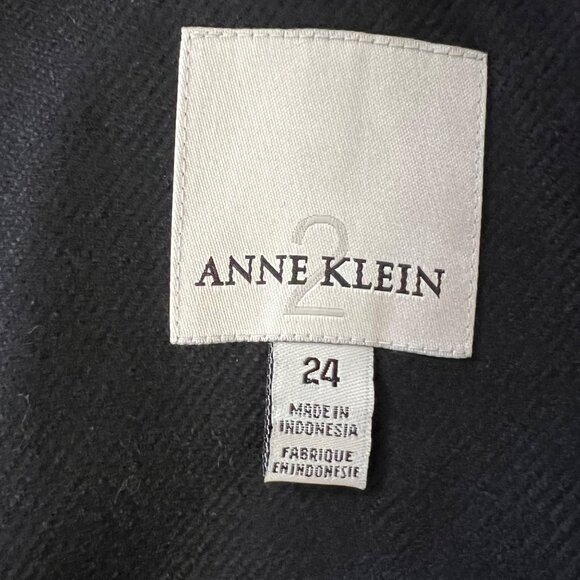 2
ANNE KLEIN
24
MADE IN
INDONESIA
FABRIQUE
EN INDONESIE